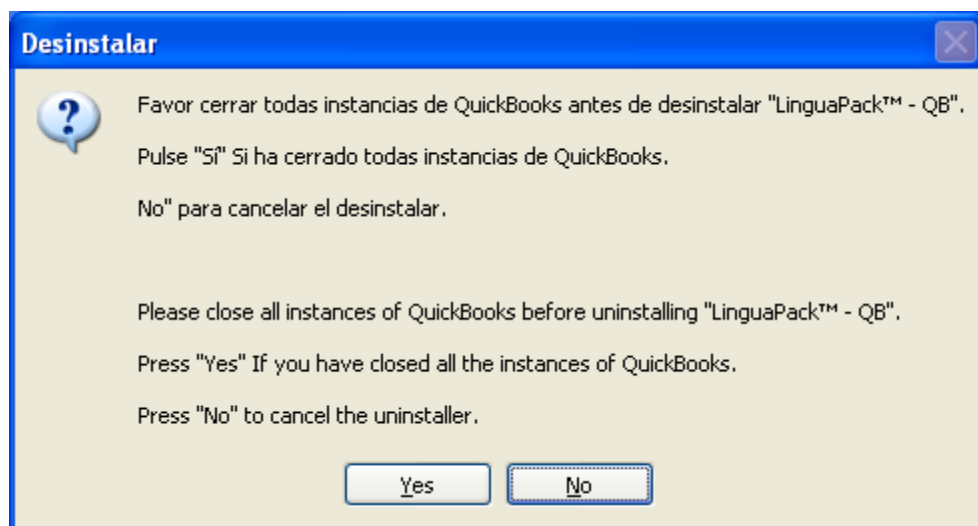 Desinstalar
Favor cerrar todas instancias de QuickBooks antes de desinstalar "LinguaPack™ - QB".
Pulse "Sí" Si ha cerrado todas instancias de QuickBooks.
No" para cancelar el desinstalar.
Please close all instances of QuickBooks before uninstalling "LinguaPack™ - QB".
Press "Yes" If you have closed all the instances of QuickBooks.
Press "No" to cancel the uninstaller.
Yes No